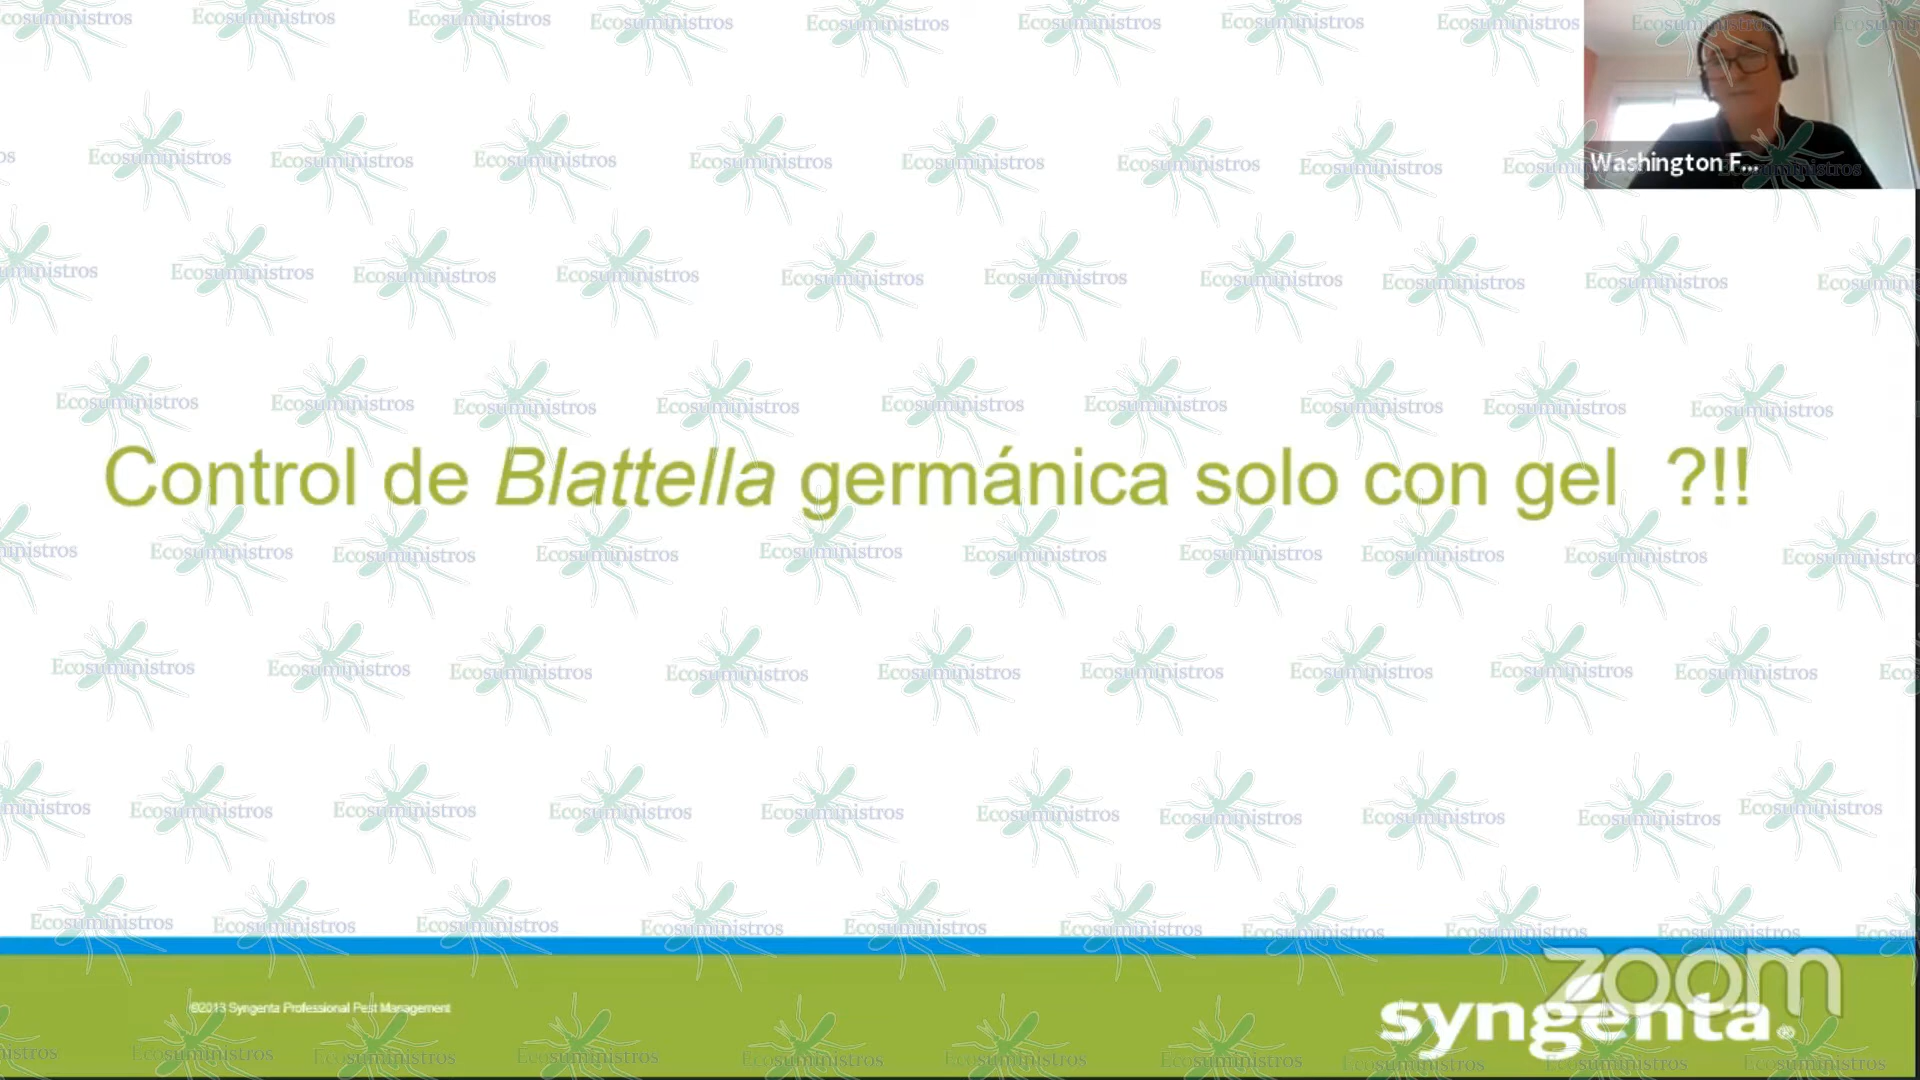 Washington F...
Control de Blattella germánica solo con gel ?!!
©2013 Syngenta Professional Pest Management
zoom
syngenta®
Ecosuministros